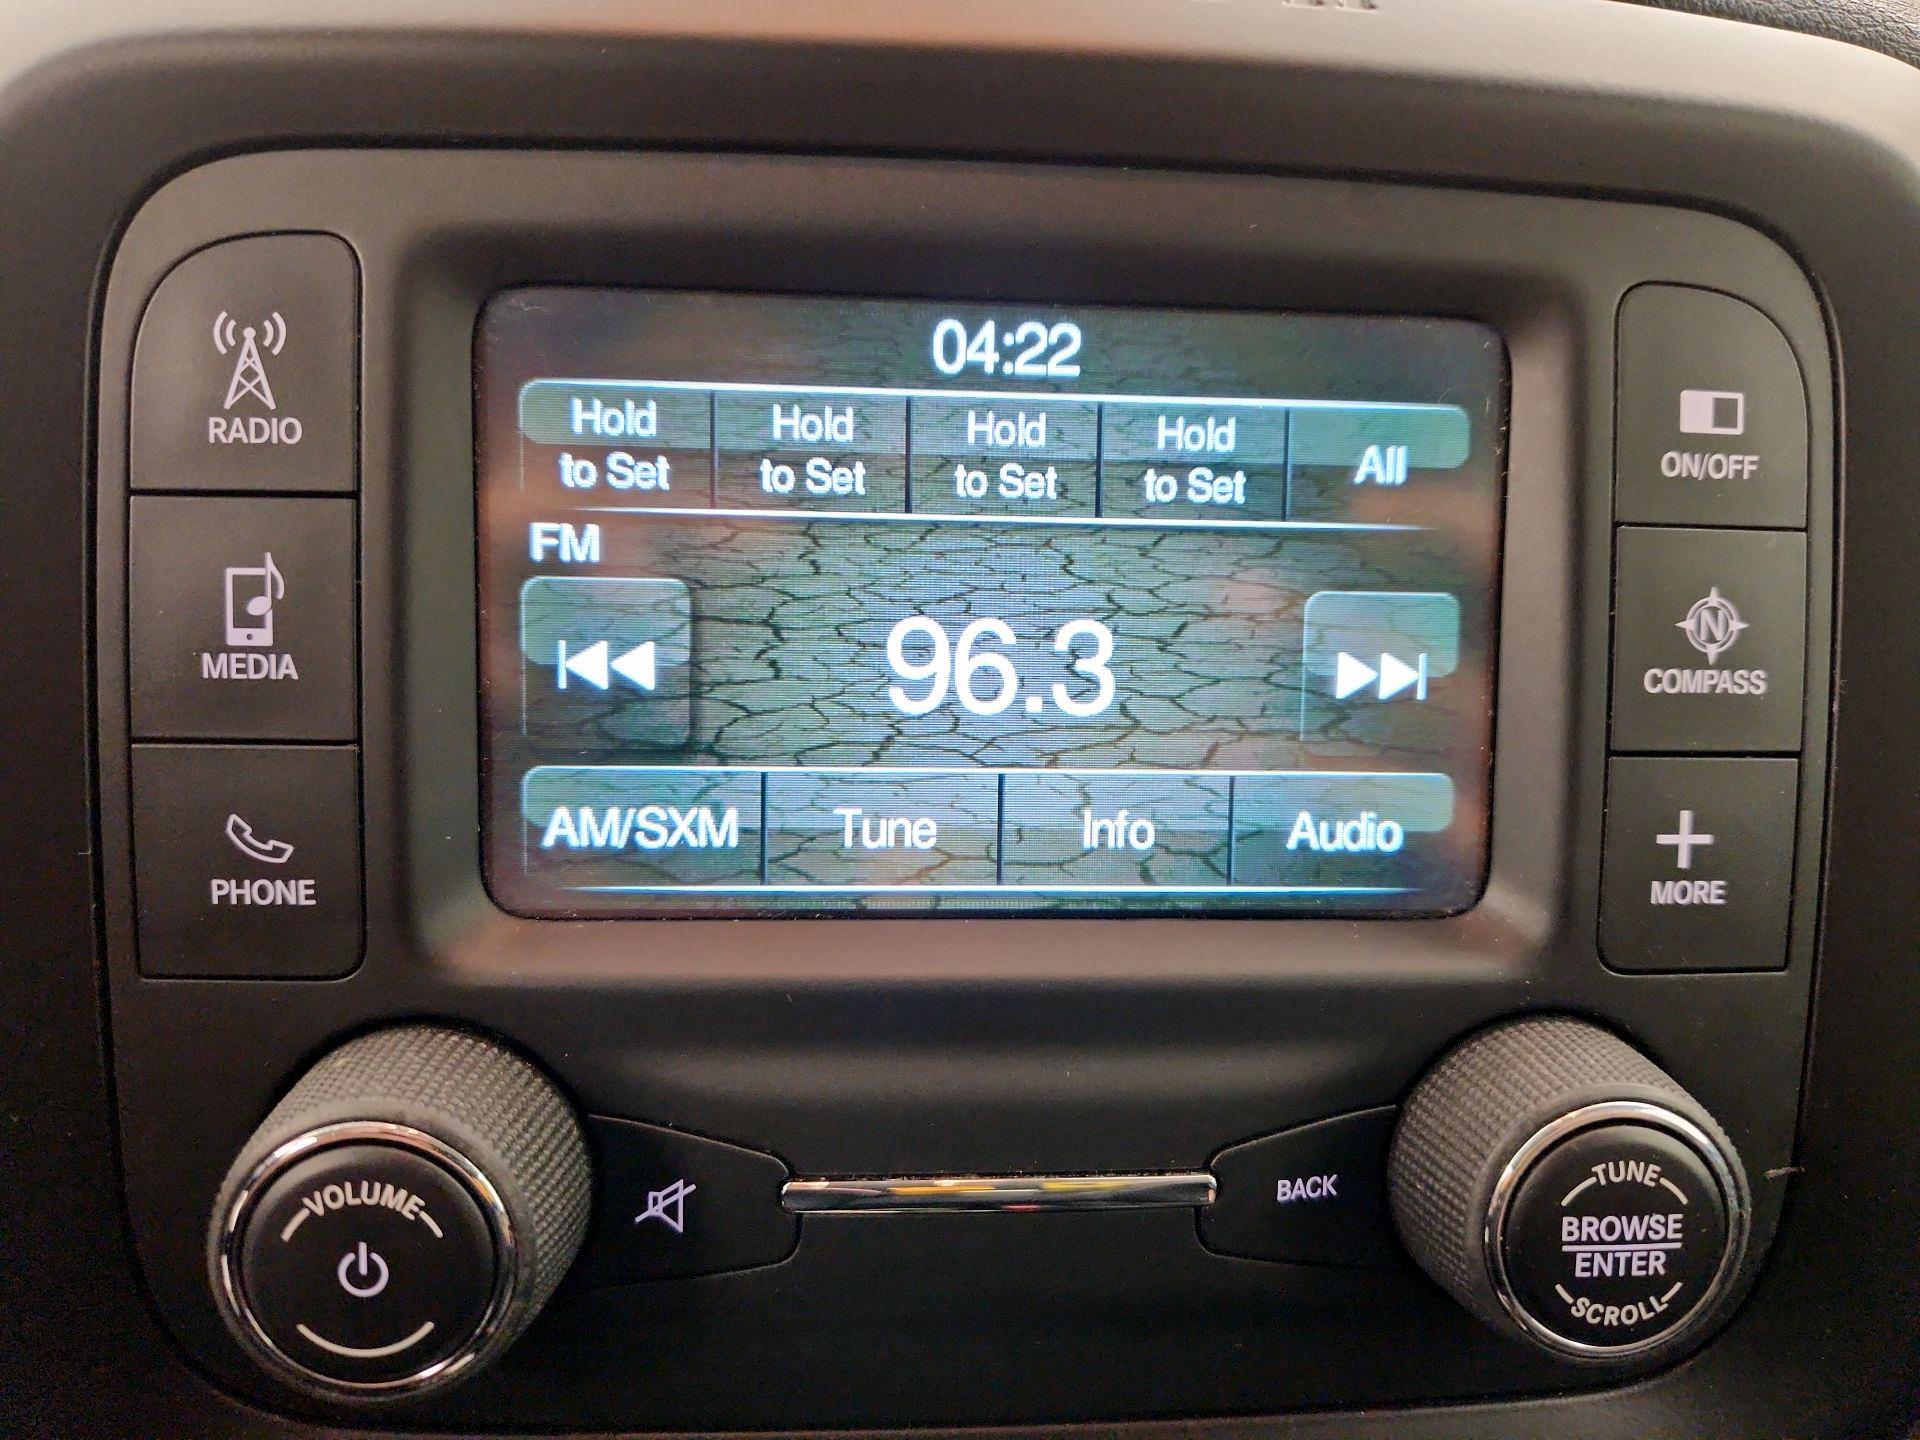 04:22
Hold to Set
Hold to Set
Hold to Set
Hold to Set
All
FM
96.3
AM/SXM
Tune
Info
Audio
RADIO
MEDIA
PHONE
ON/OFF
N
COMPASS
MORE
VOLUME
BACK
TUNE
BROWSE
ENTER
SCROLL